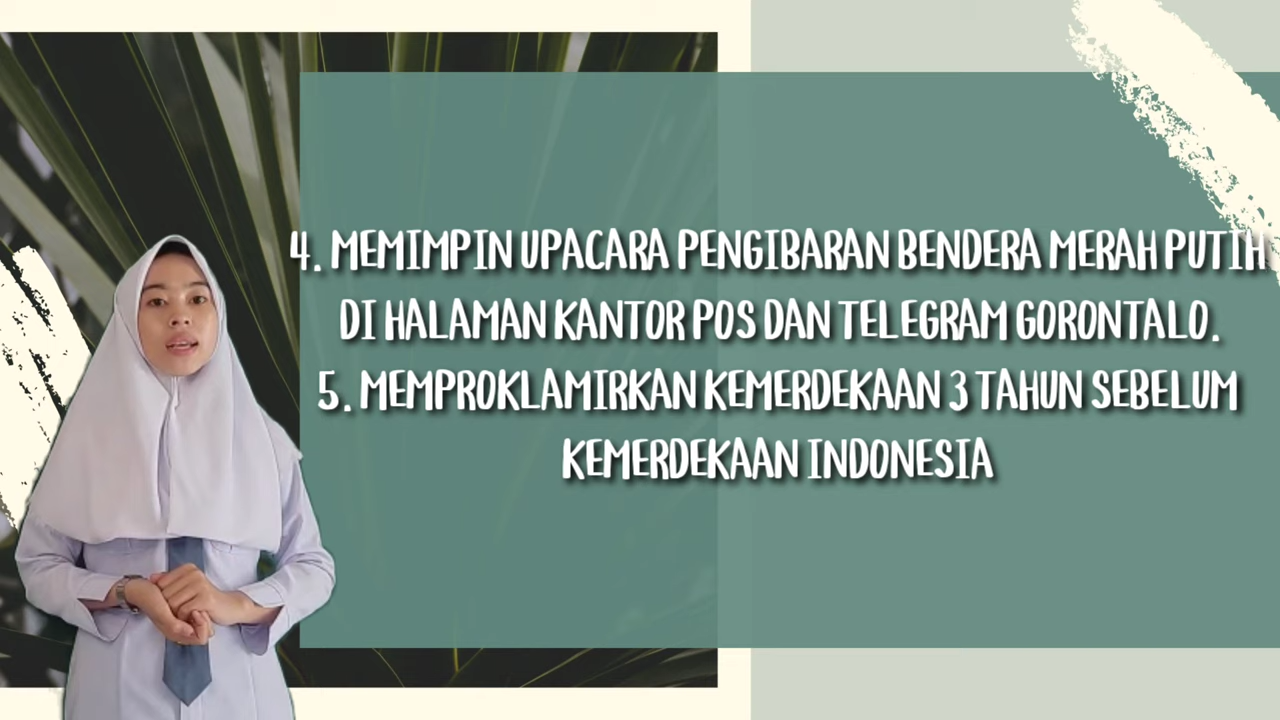 4. MEMIMPIN UPACARA PENGIBARAN BENDERA MERAH PUTIH
DI HALAMAN KANTOR POS DAN TELEGRAM GORONTALO.
5. MEMPROKLAMIRKAN KEMERDEKAAN 3 TAHUN SEBELUM
KEMERDEKAAN INDONESIA